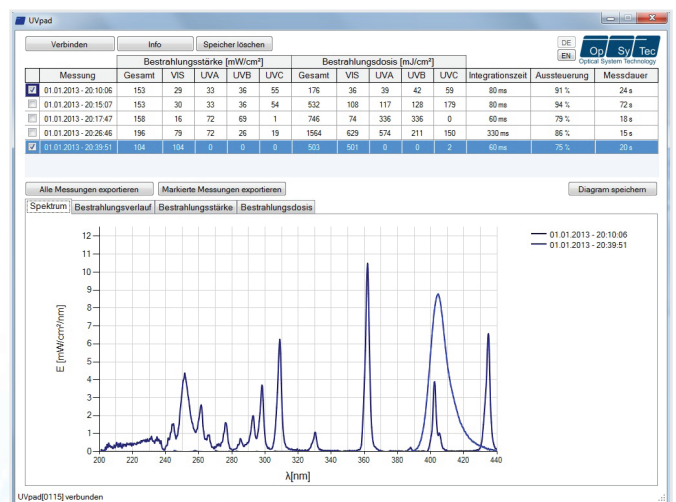 UVpad
Verbinden Info Speicher löschen DE EN Op Sy Tec
Optical System Technology
Bestrahlungsstärke [mW/cm²] Bestrahlungsdosis [mJ/cm²]
Messung Gesamt VIS UVA UVB UVC Gesamt VIS UVA UVB UVC Integrationszeit Aussteuerung Messdauer
01.01.2013 - 20:10:06 153 29 33 36 55 176 36 39 42 59 80 ms 91 % 24 s
01.01.2013 - 20:15:07 153 30 33 36 54 532 108 117 128 179 80 ms 94 % 72 s
01.01.2013 - 20:17:47 158 16 72 69 1 746 74 336 336 0 60 ms 79 % 18 s
01.01.2013 - 20:26:46 196 79 72 26 19 1564 629 574 211 150 330 ms 86 % 15 s
01.01.2013 - 20:39:51 104 104 0 0 0 503 501 0 0 2 60 ms 75 % 20 s
Alle Messungen exportieren Markierte Messungen exportieren Diagram speichern
Spektrum Bestrahlungsverlauf Bestrahlungsstärke Bestrahlungsdosis
01.01.2013 - 20:10:06
01.01.2013 - 20:39:51
E [mW/cm²/nm]
12
11
10
9
8
7
6
5
4
3
2
1
0
200 220 240 260 280 300 320 340 360 380 400 420 440
λ[nm]
UVpad[0115] verbunden